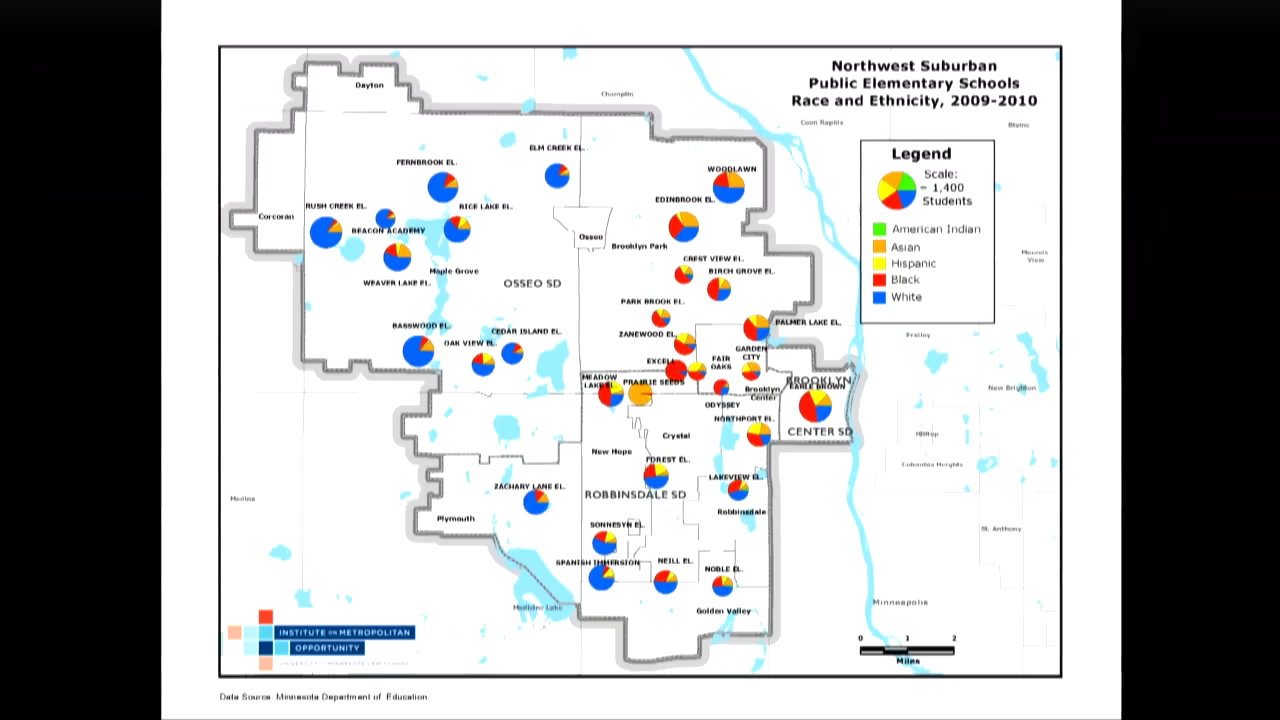 Northwest Suburban
Public Elementary Schools
Race and Ethnicity, 2009-2010
Dayton
Champlin
Coon Rapids
Blaine
Legend
Scale:
= 1,400
Students
American Indian
Asian
Hispanic
Black
White
ELM CREEK EL.
FERNBROOK EL.
WOODLAWN
EDINBROOK EL.
RUSH CREEK EL.
RICE LAKE EL.
Corcoran
BEACON ACADEMY
Osseo
Brooklyn Park
Mounds
View
CREST VIEW EL.
BIRCH GROVE EL.
Maple Grove
WEAVER LAKE EL.
OSSEO SD
PARK BROOK EL.
PALMER LAKE EL.
BASSWOOD EL.
CEDAR ISLAND EL.
ZANEWOOD EL.
Fridley
OAK VIEW EL.
GARDEN
CITY
EXCELL
FAIR
OAKS
MEADOW
LAKE EL.
PRAIRIE SEEDS
BROOKLYN
EARLE BROWN
Brooklyn
Center
New Brighton
ODYSSEY
NORTHPORT EL.
CENTER SD
Crystal
Hilltop
New Hope
FOREST EL.
Columbia Heights
LAKEVIEW EL.
ZACHARY LANE EL.
ROBBINSDALE SD
Medina
Plymouth
Robbinsdale
SONNESYN EL.
St. Anthony
SPANISH IMMERSION
NEILL EL.
NOBLE EL.
Medicine Lake
Golden Valley
Minneapolis
INSTITUTE ON METROPOLITAN
OPPORTUNITY
UNIVERSITY OF MINNESOTA LAW SCHOOL
0 1 2
Miles
Data Source: Minnesota Department of Education